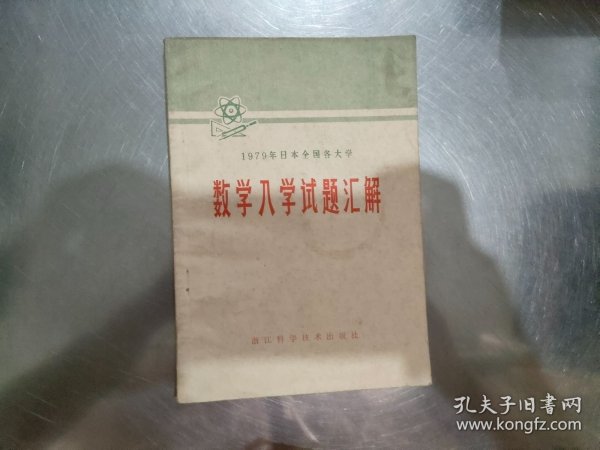 1979年日本全国各大学
数学入学试题汇解
浙江科学技术出版社
孔夫子旧书网
www.kongfz.com